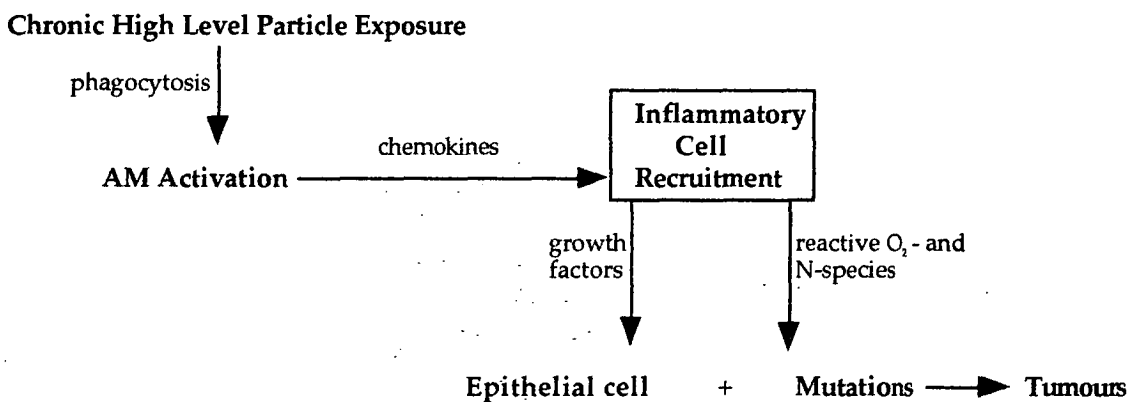 Chronic High Level Particle Exposure
phagocytosis
AM Activation
chemokines
Inflammatory
Cell
Recruitment
growth
factors
reactive O₂- and
N-species
Epithelial cell + Mutations Tumours